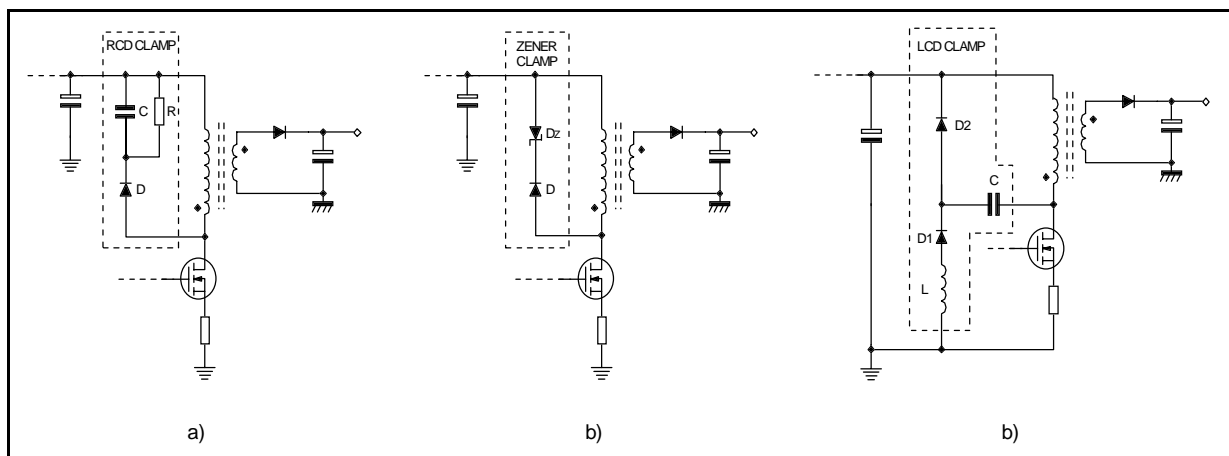 RCD CLAMP
C
R
D
a)
ZENER
CLAMP
Dz
D
b)
LCD CLAMP
D2
C
D1
L
b)